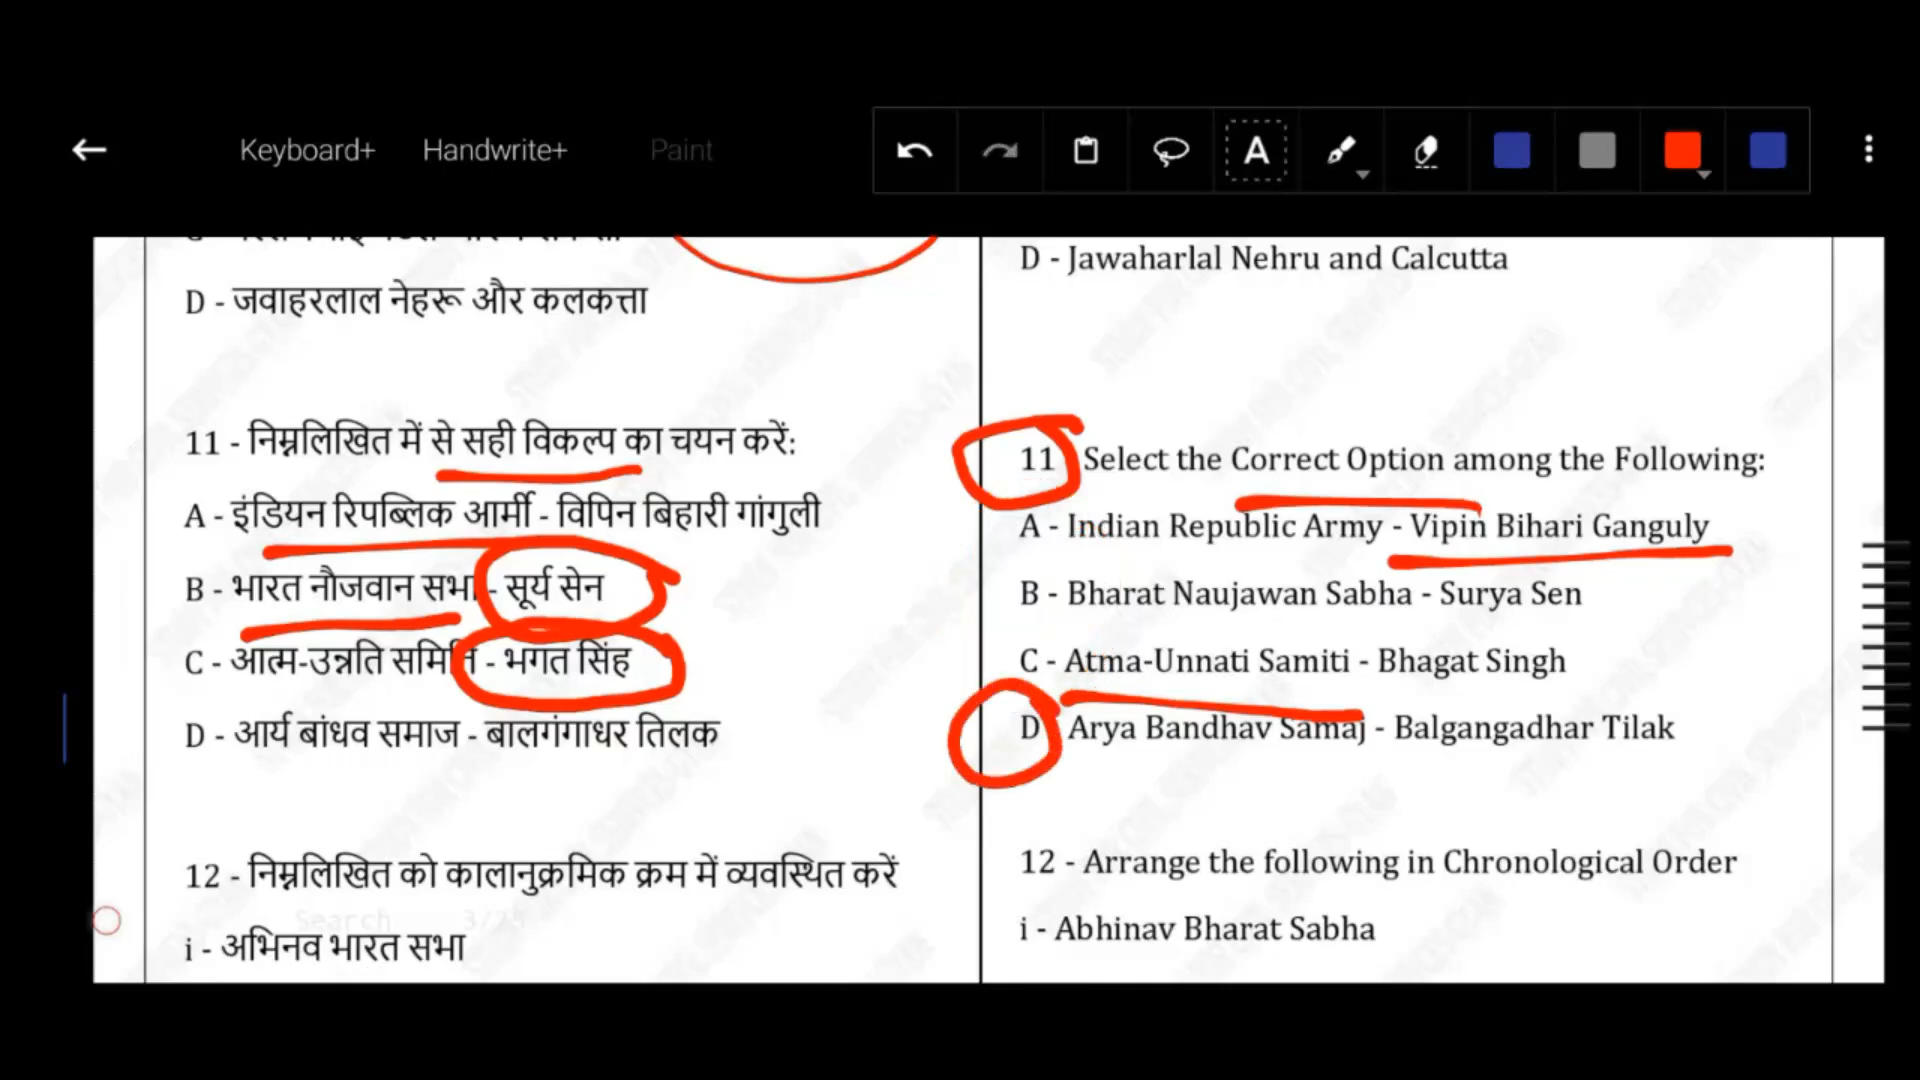 Keyboard+ Handwrite+ Paint A
D - जवाहरलाल नेहरू और कलकत्ता
11 - निम्नलिखित में से सही विकल्प का चयन करें:
A - इंडियन रिपब्लिक आर्मी - विपिन बिहारी गांगुली
B - भारत नौजवान सभा - सूर्य सेन
C - आत्म-उन्नति समिति - भगत सिंह
D - आर्य बांधव समाज - बालगंगाधर तिलक
12 - निम्नलिखित को कालानुक्रमिक क्रम में व्यवस्थित करें
Search
i - अभिनव भारत सभा
D - Jawaharlal Nehru and Calcutta
11 Select the Correct Option among the Following:
A - Indian Republic Army - Vipin Bihari Ganguly
B - Bharat Naujawan Sabha - Surya Sen
C - Atma-Unnati Samiti - Bhagat Singh
D Arya Bandhav Samaj - Balgangadhar Tilak
12 - Arrange the following in Chronological Order
i - Abhinav Bharat Sabha